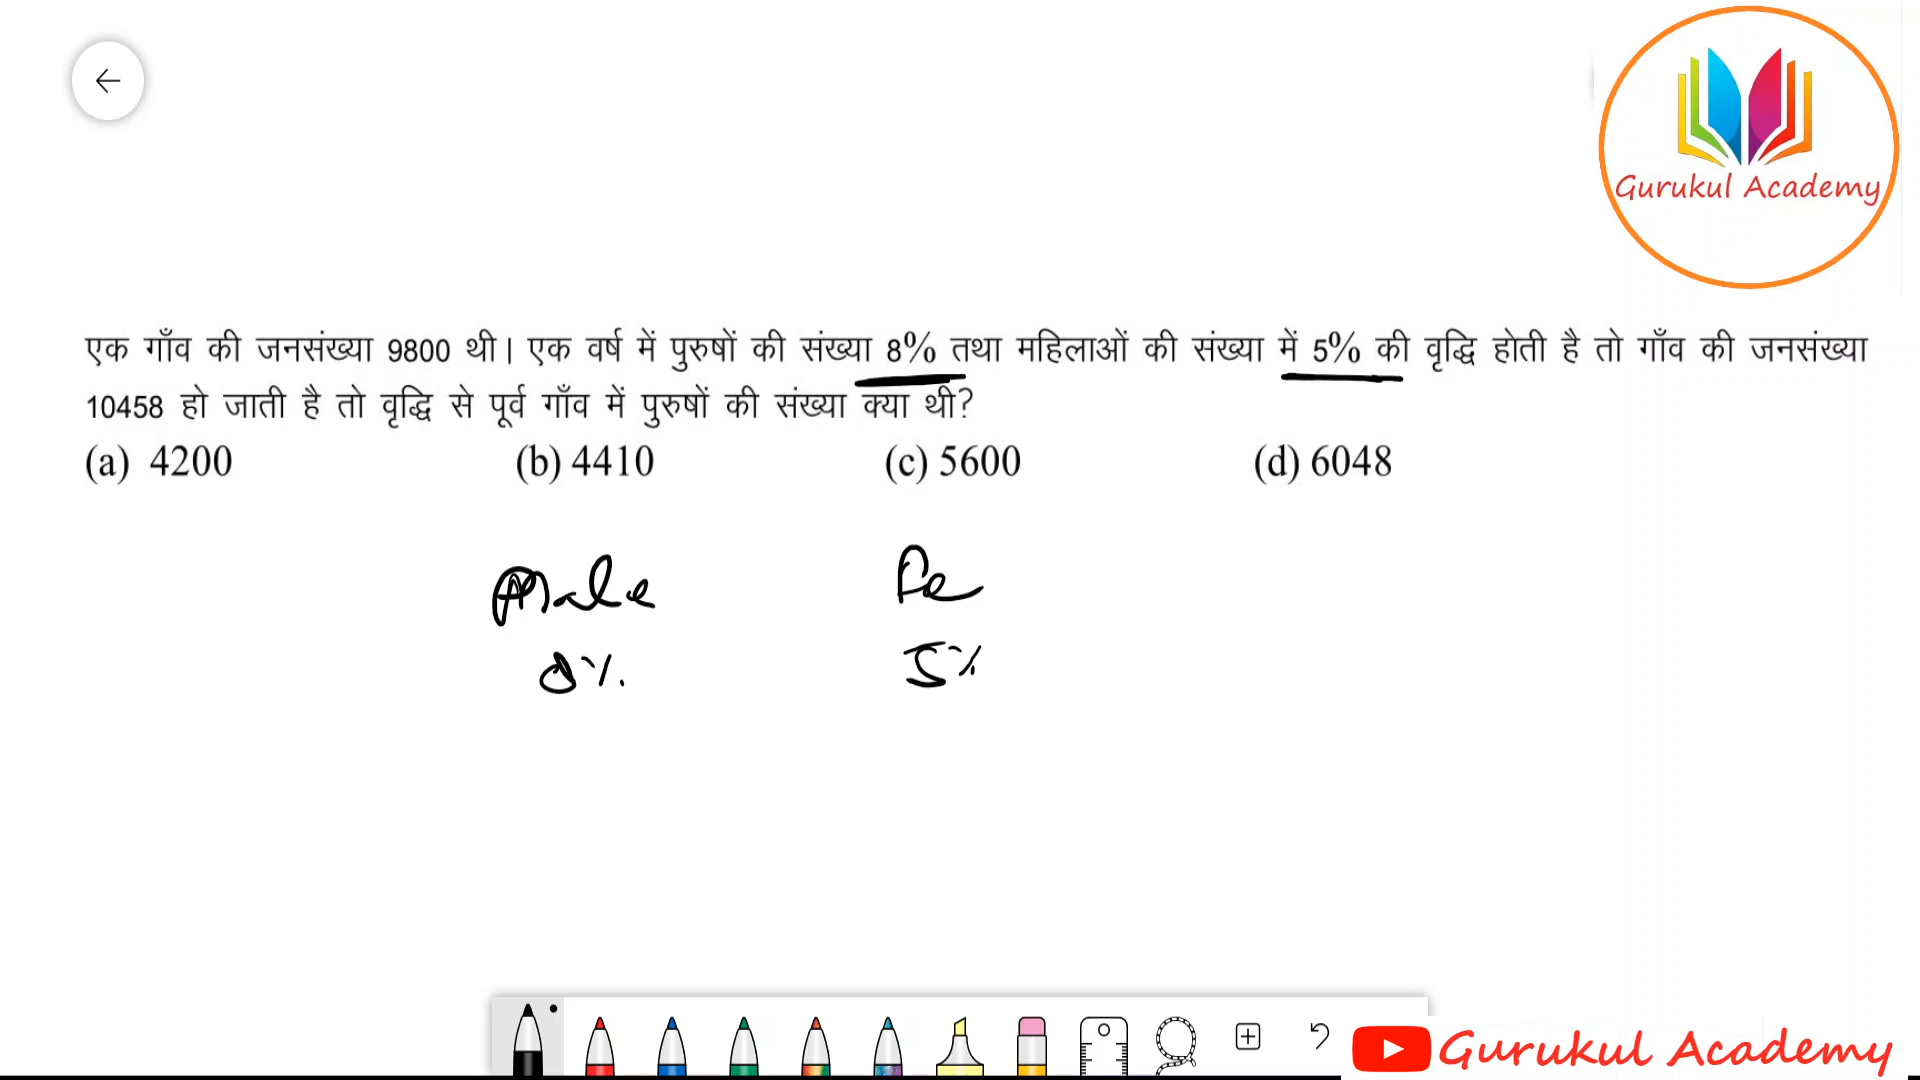 Gurukul Academy
एक गाँव की जनसंख्या 9800 थी। एक वर्ष में पुरुषों की संख्या 8% तथा महिलाओं की संख्या में 5% की वृद्धि होती है तो गाँव की जनसंख्या
10458 हो जाती है तो वृद्धि से पूर्व गाँव में पुरुषों की संख्या क्या थी?
(a) 4200 (b) 4410 (c) 5600 (d) 6048
Male Fe
8% 5%
Gurukul Academy